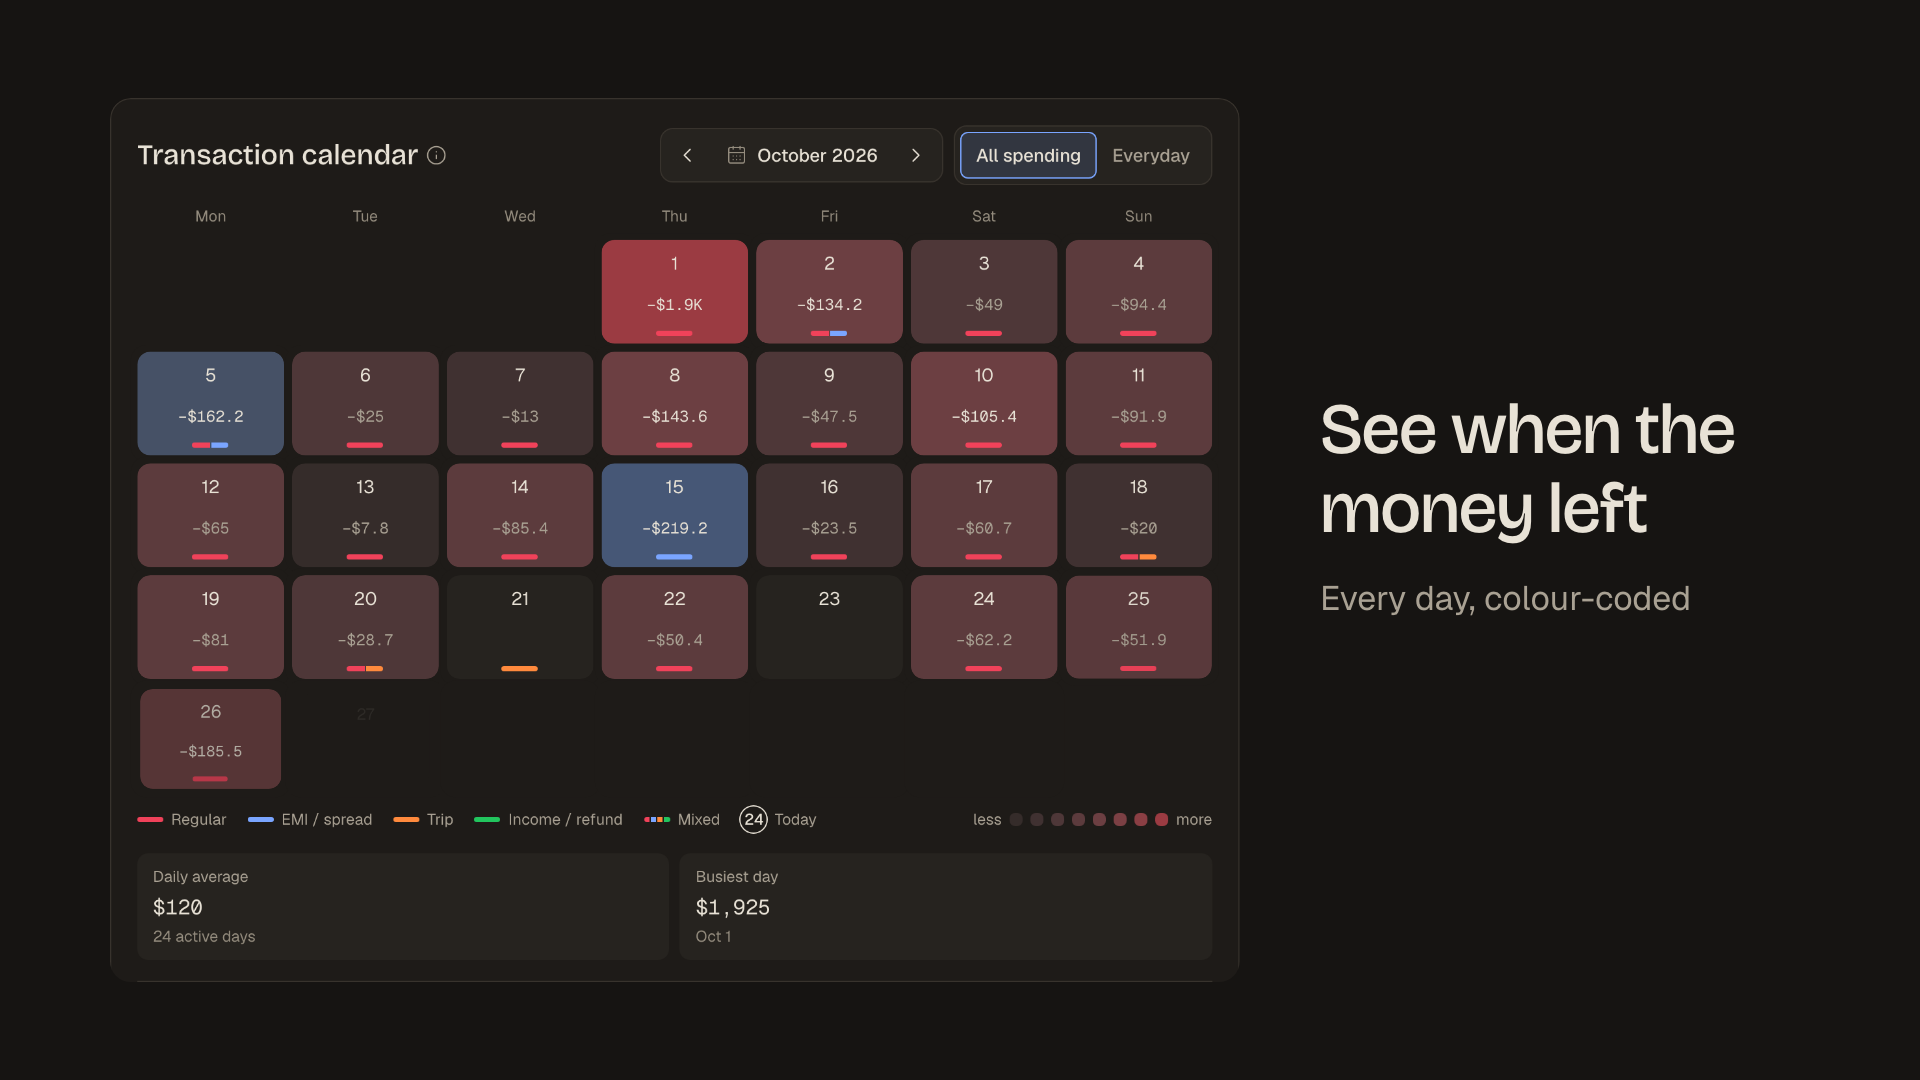 Transaction calendar
October 2026
All spending
Everyday
Mon Tue Wed Thu Fri Sat Sun
1 2 3 4
-$1.9K -$134.2 -$49 -$94.4
5 6 7 8 9 10 11
-$162.2 -$25 -$13 -$143.6 -$47.5 -$105.4 -$91.9
12 13 14 15 16 17 18
-$65 -$7.8 -$85.4 -$219.2 -$23.5 -$60.7 -$20
19 20 21 22 23 24 25
-$81 -$28.7 -$50.4 -$62.2 -$51.9
26 27
-$185.5
Regular EMI / spread Trip Income / refund Mixed 24 Today less more
Daily average
$120
24 active days
Busiest day
$1,925
Oct 1
See when the
money left
Every day, colour-coded